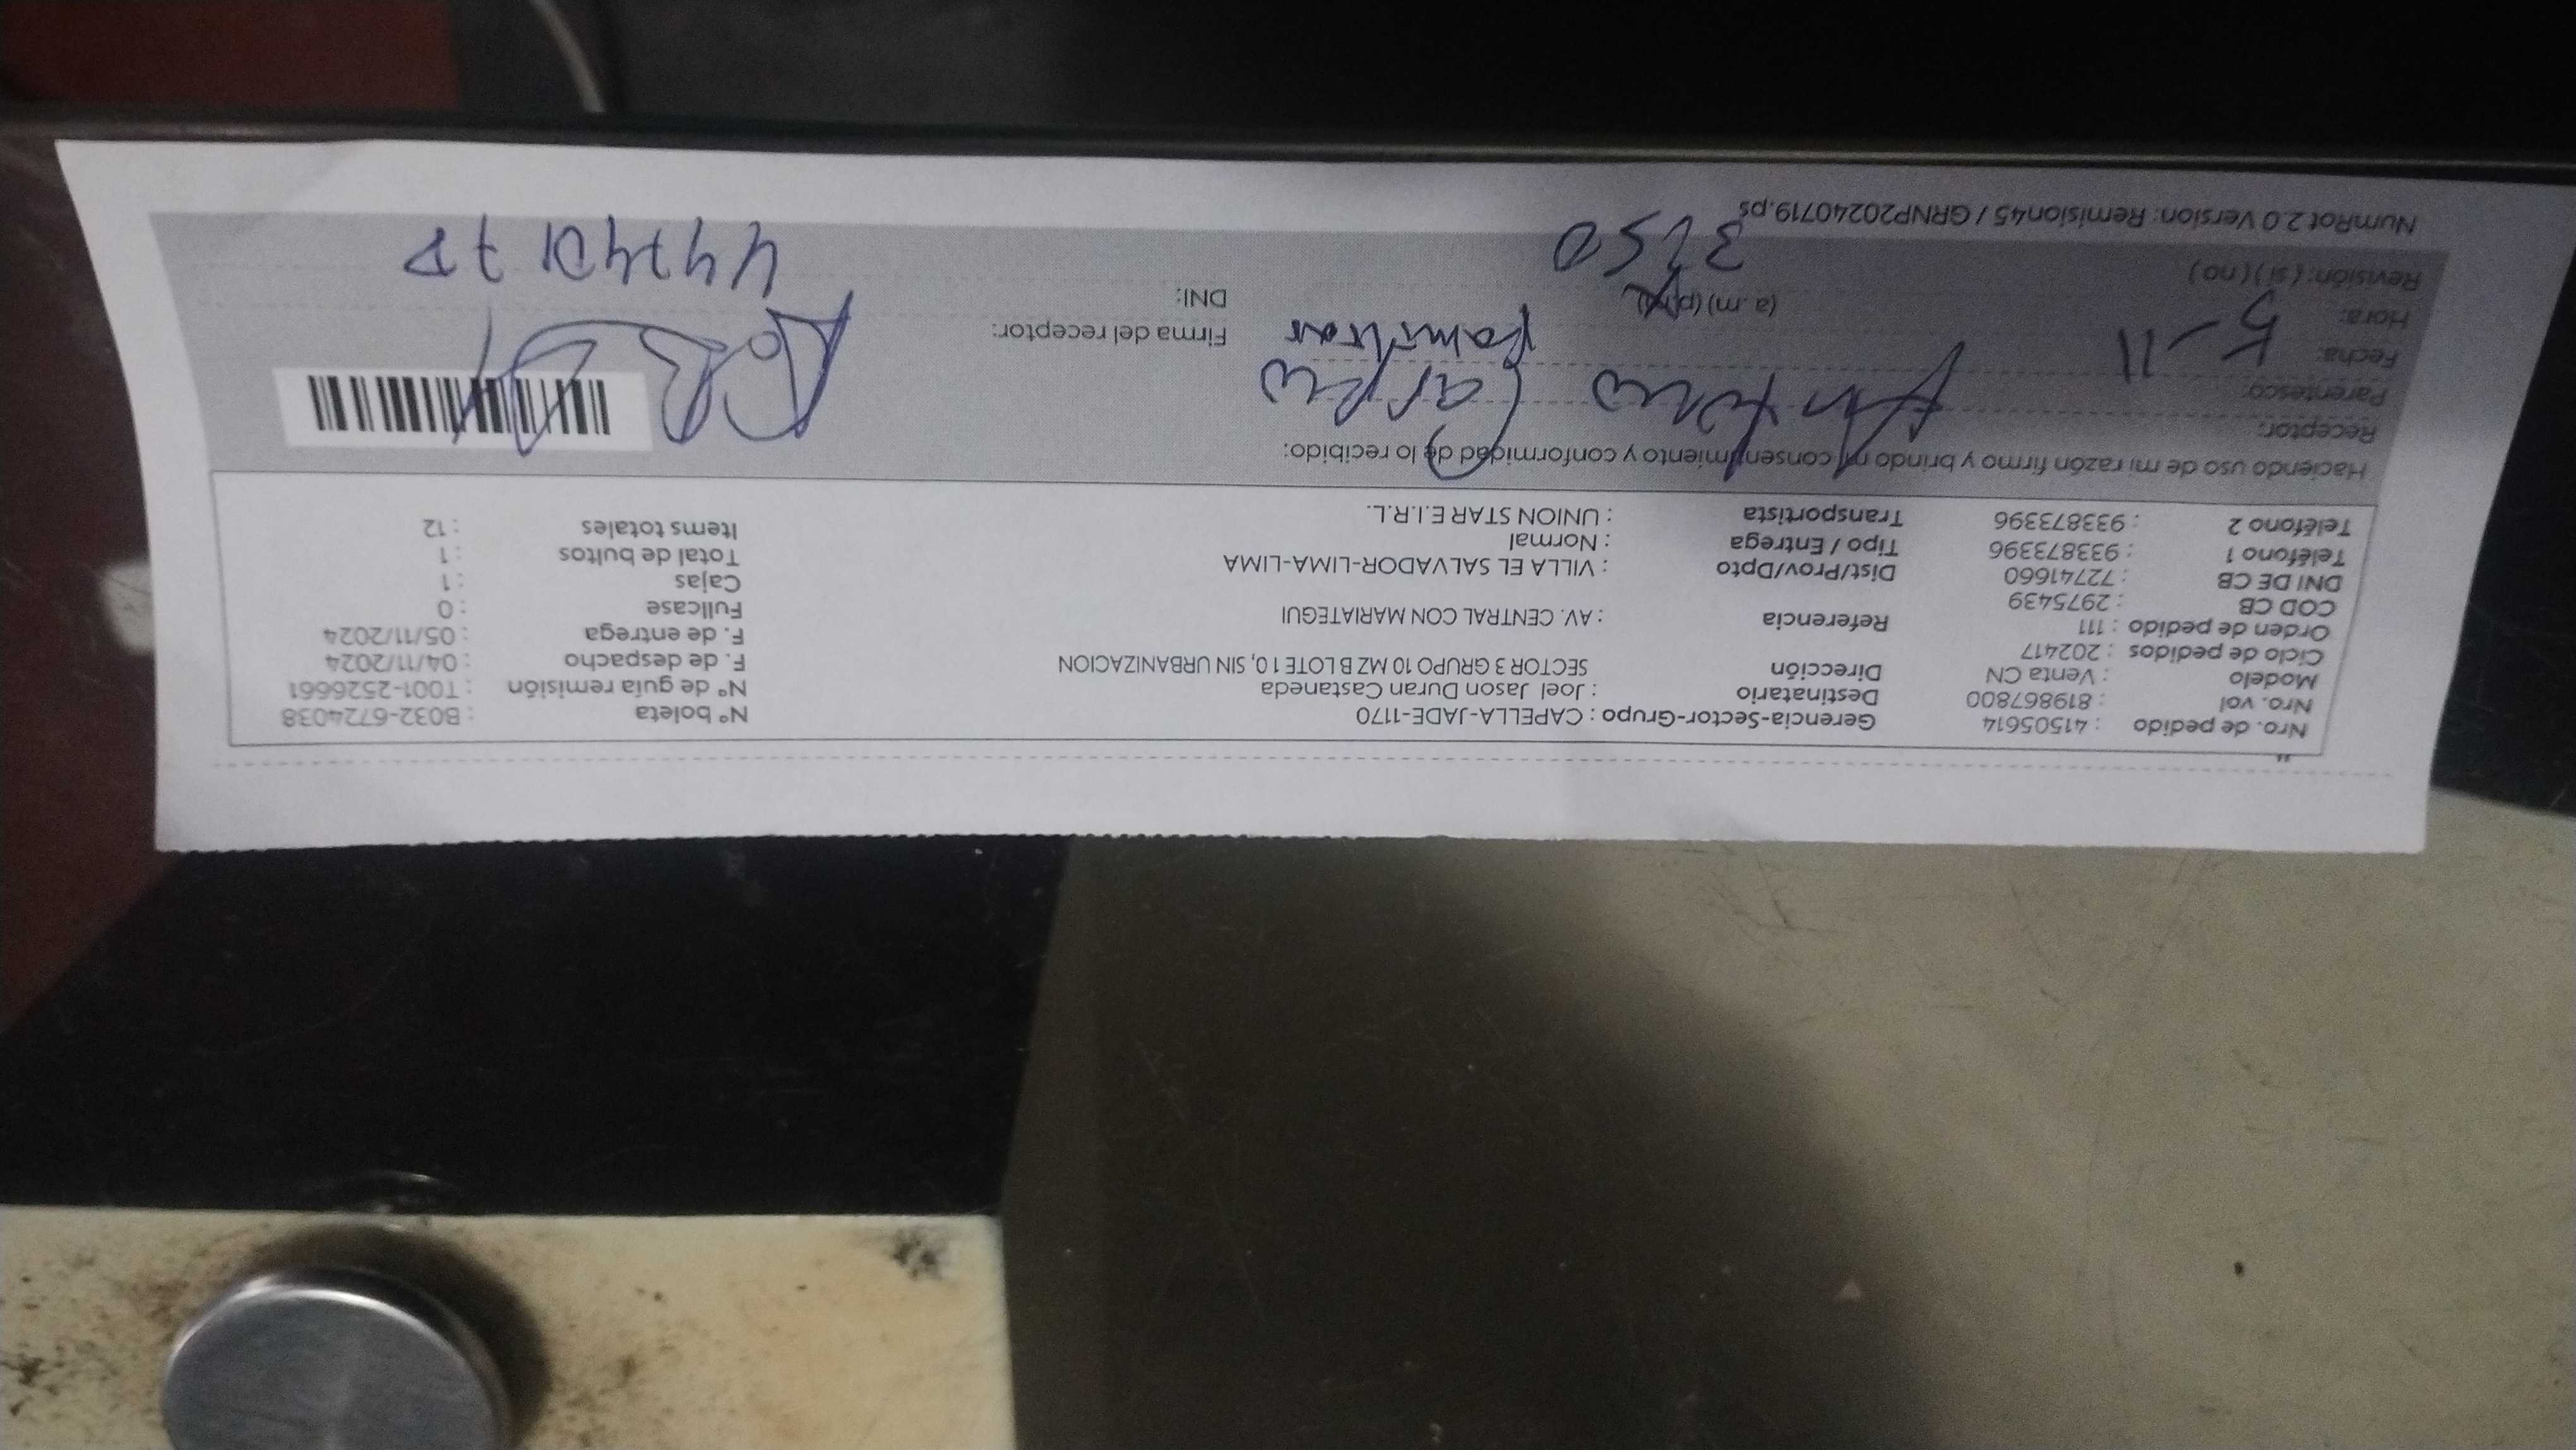 Nro. de pedido : 41505614 Gerencia-Sector-Grupo : CAPELLA-JADE-1170 N° boleta : B032-6724038
Nro. vol : 819867800 Destinatario : Joel Jason Duran Castaneda N° de guía remisión : T001-2526661
Modelo : Venta CN Dirección SECTOR 3 GRUPO 10 MZ B LOTE 10, SIN URBANIZACION F. de despacho : 04/11/2024
Ciclo de pedidos : 202417 F. de entrega : 05/11/2024
Orden de pedido : 111 Referencia : AV. CENTRAL CON MARIATEGUI Fullcase : 0
COD CB : 2975439 Cajas : 1
DNI DE CB : 72741660 Dist/Prov/Dpto : VILLA EL SALVADOR-LIMA-LIMA Total de bultos : 1
Teléfono 1 : 933873396 Tipo / Entrega : Normal Items totales : 12
Teléfono 2 : 933873396 Transportista : UNION STAR E.I.R.L.
Haciendo uso de mi razón firmo y brindo mi consentimiento y conformidad de lo recibido:
Receptor:
Parentesco: familiar
Fecha: 5-11 Firma del receptor:
Hora: (a.m) (p.m) 3:50 DNI:
Revisión: (si) (no)
NumRot 2.0 Version: Remision45 / GRNP20240719.ps